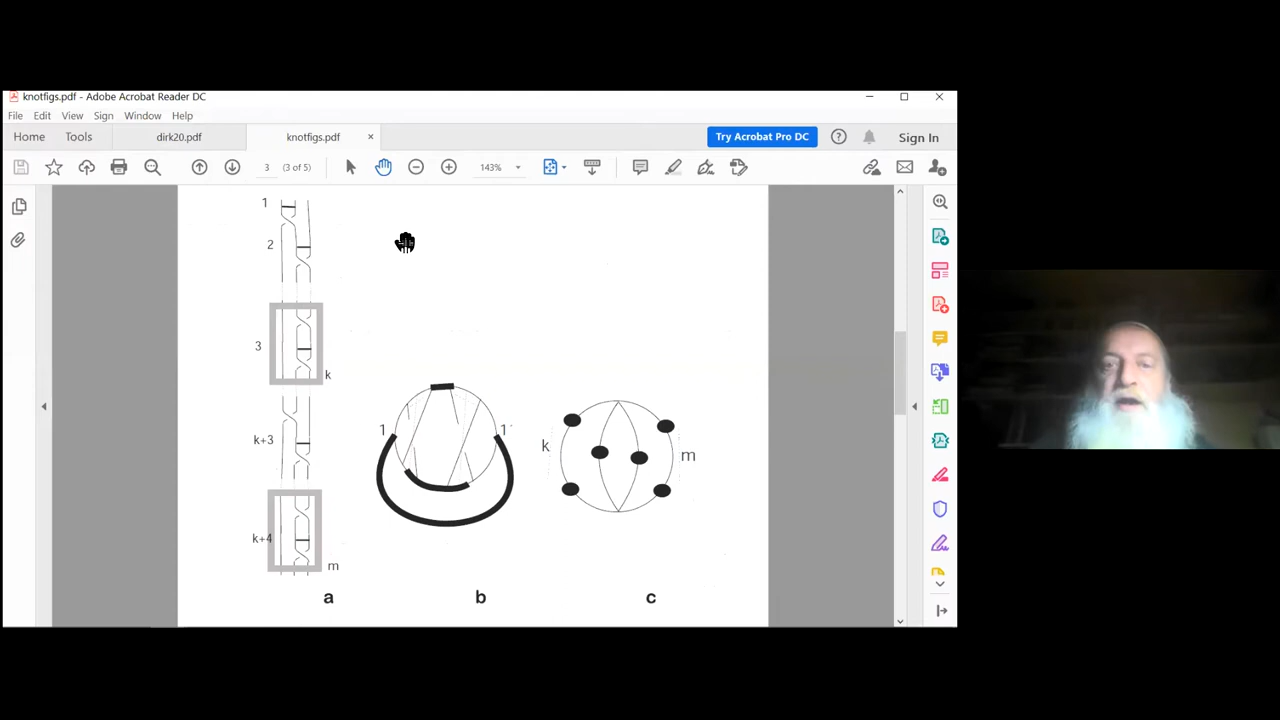 knotfigs.pdf - Adobe Acrobat Reader DC
File Edit View Sign Window Help
Home Tools dirk20.pdf knotfigs.pdf × Try Acrobat Pro DC Sign In
3 (3 of 5) 143%
1
2
3
k
k+3
k+4
m
1 1'
k m
a b c